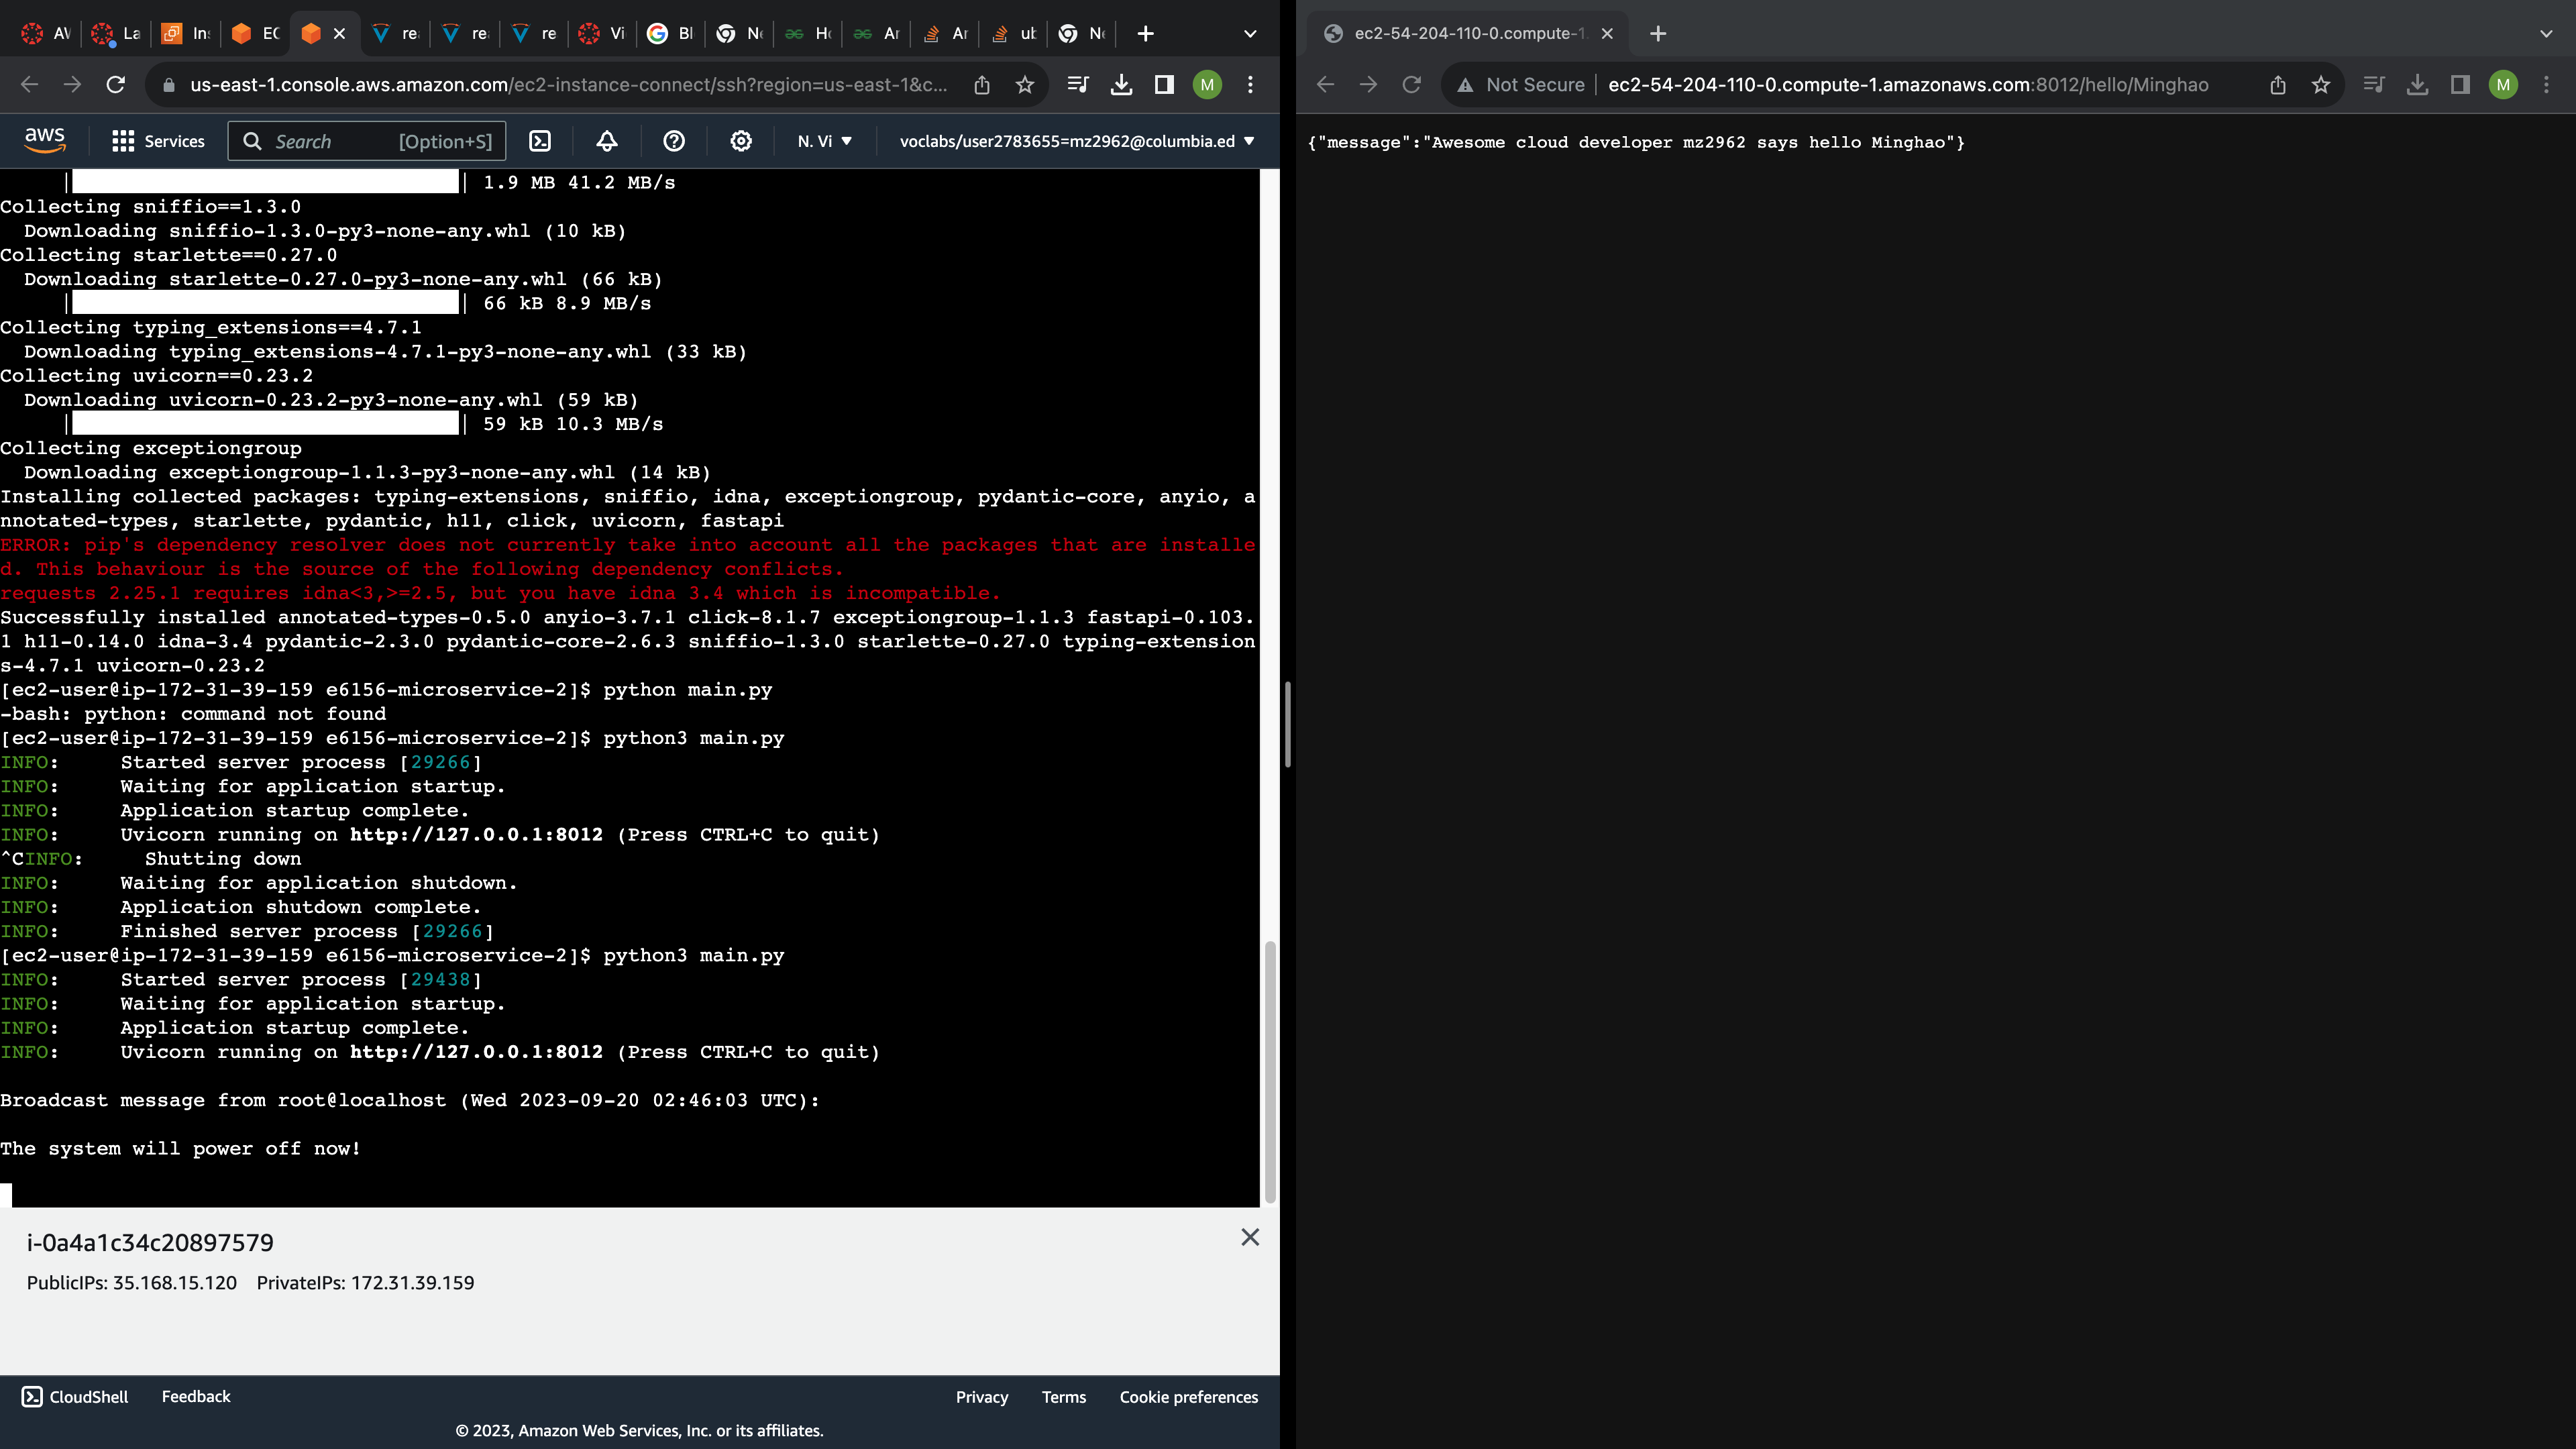 AW
La
In
EC
re
re
re
Vi
Bl
Ne
Ho
Ar
Ar
ub
Ne
us-east-1.console.aws.amazon.com/ec2-instance-connect/ssh?region=us-east-1&c...
M
aws
Services
Search [Option+S]
N. Vi
voclabs/user2783655=mz2962@columbia.ed
| 1.9 MB 41.2 MB/s
Collecting sniffio==1.3.0
Downloading sniffio-1.3.0-py3-none-any.whl (10 kB)
Collecting starlette==0.27.0
Downloading starlette-0.27.0-py3-none-any.whl (66 kB)
| 66 kB 8.9 MB/s
Collecting typing_extensions==4.7.1
Downloading typing_extensions-4.7.1-py3-none-any.whl (33 kB)
Collecting uvicorn==0.23.2
Downloading uvicorn-0.23.2-py3-none-any.whl (59 kB)
| 59 kB 10.3 MB/s
Collecting exceptiongroup
Downloading exceptiongroup-1.1.3-py3-none-any.whl (14 kB)
Installing collected packages: typing-extensions, sniffio, idna, exceptiongroup, pydantic-core, anyio, a
nnotated-types, starlette, pydantic, h11, click, uvicorn, fastapi
ERROR: pip's dependency resolver does not currently take into account all the packages that are installe
d. This behaviour is the source of the following dependency conflicts.
requests 2.25.1 requires idna<3,>=2.5, but you have idna 3.4 which is incompatible.
Successfully installed annotated-types-0.5.0 anyio-3.7.1 click-8.1.7 exceptiongroup-1.1.3 fastapi-0.103.
1 h11-0.14.0 idna-3.4 pydantic-2.3.0 pydantic-core-2.6.3 sniffio-1.3.0 starlette-0.27.0 typing-extension
s-4.7.1 uvicorn-0.23.2
[ec2-user@ip-172-31-39-159 e6156-microservice-2]$ python main.py
-bash: python: command not found
[ec2-user@ip-172-31-39-159 e6156-microservice-2]$ python3 main.py
INFO: Started server process [29266]
INFO: Waiting for application startup.
INFO: Application startup complete.
INFO: Uvicorn running on http://127.0.0.1:8012 (Press CTRL+C to quit)
^CINFO: Shutting down
INFO: Waiting for application shutdown.
INFO: Application shutdown complete.
INFO: Finished server process [29266]
[ec2-user@ip-172-31-39-159 e6156-microservice-2]$ python3 main.py
INFO: Started server process [29438]
INFO: Waiting for application startup.
INFO: Application startup complete.
INFO: Uvicorn running on http://127.0.0.1:8012 (Press CTRL+C to quit)
Broadcast message from root@localhost (Wed 2023-09-20 02:46:03 UTC):
The system will power off now!
i-0a4a1c34c20897579
PublicIPs: 35.168.15.120 PrivateIPs: 172.31.39.159
CloudShell
Feedback
Privacy
Terms
Cookie preferences
© 2023, Amazon Web Services, Inc. or its affiliates.
ec2-54-204-110-0.compute-1.
Not Secure
ec2-54-204-110-0.compute-1.amazonaws.com:8012/hello/Minghao
M
{"message":"Awesome cloud developer mz2962 says hello Minghao"}